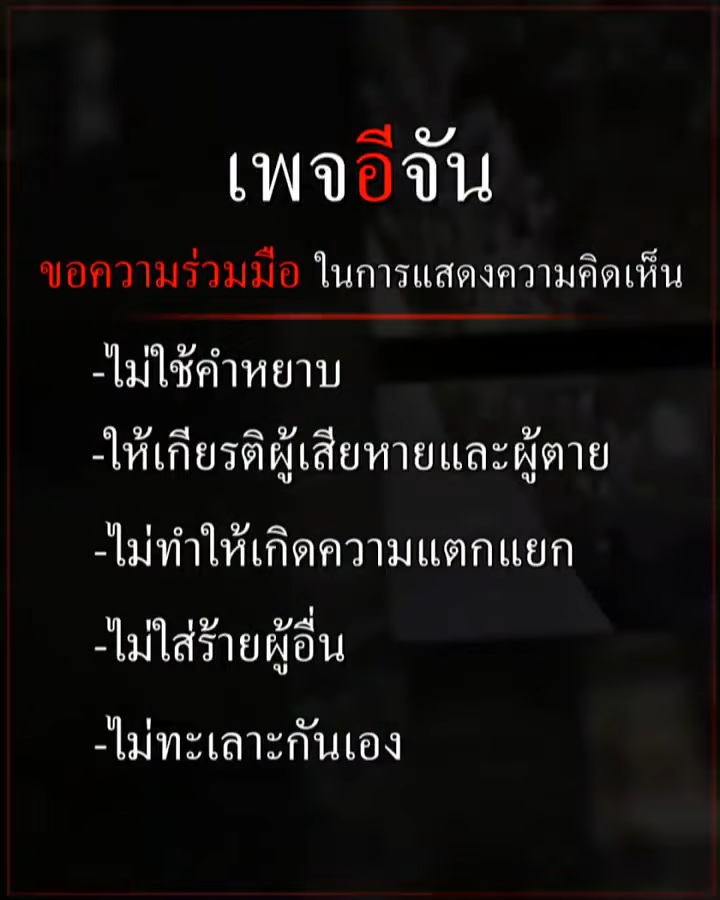 เพจอีจัน
ขอความร่วมมือ ในการแสดงความคิดเห็น
-ไม่ใช้คำหยาบ
-ให้เกียรติผู้เสียหายและผู้ตาย
-ไม่ทำให้เกิดความแตกแยก
-ไม่ใส่ร้ายผู้อื่น
-ไม่ทะเลาะกันเอง